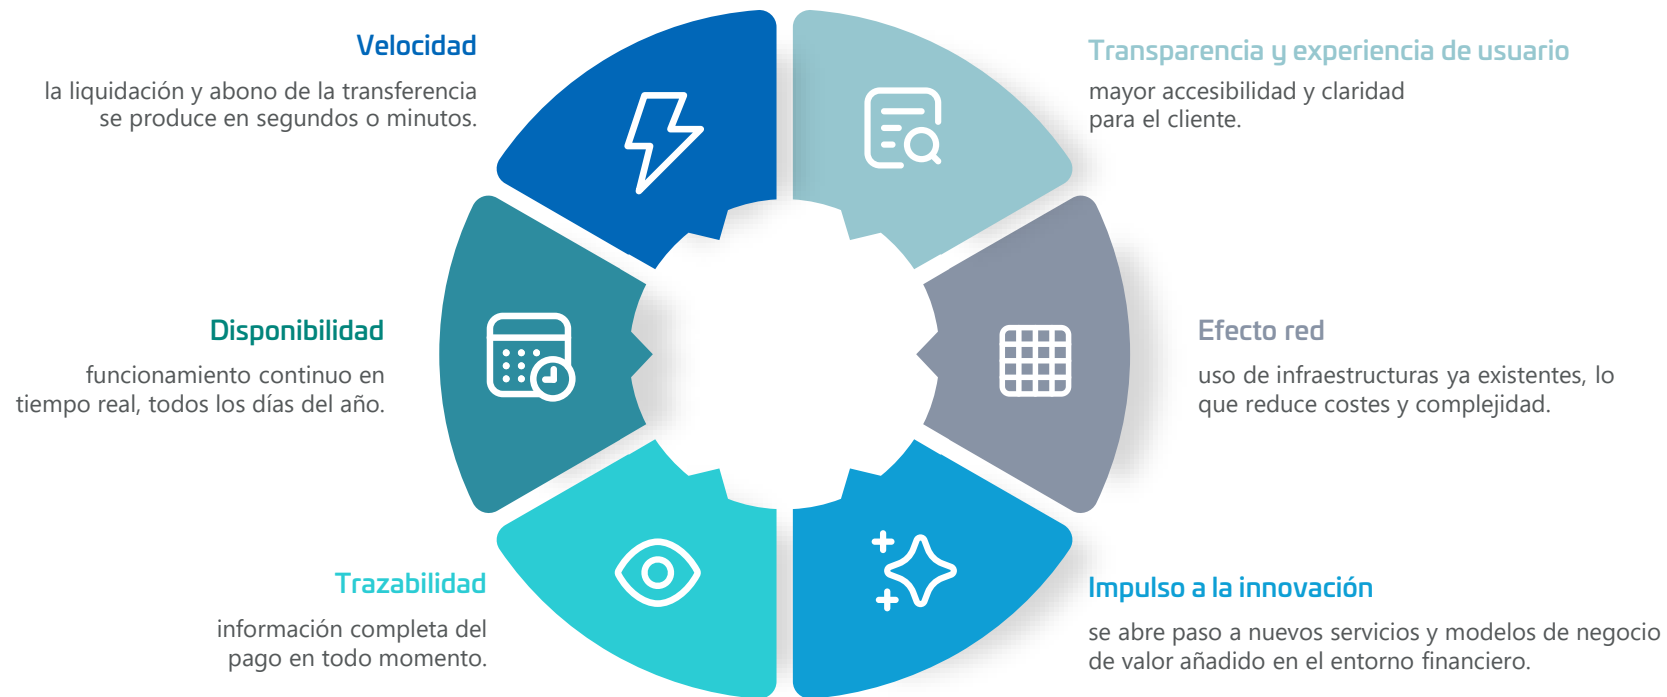 Velocidad
la liquidación y abono de la transferencia
se produce en segundos o minutos.
Transparencia y experiencia de usuario
mayor accesibilidad y claridad
para el cliente.
Disponibilidad
funcionamiento continuo en
tiempo real, todos los días del año.
Efecto red
uso de infraestructuras ya existentes, lo
que reduce costes y complejidad.
Trazabilidad
información completa del
pago en todo momento.
Impulso a la innovación
se abre paso a nuevos servicios y modelos de negocio
de valor añadido en el entorno financiero.